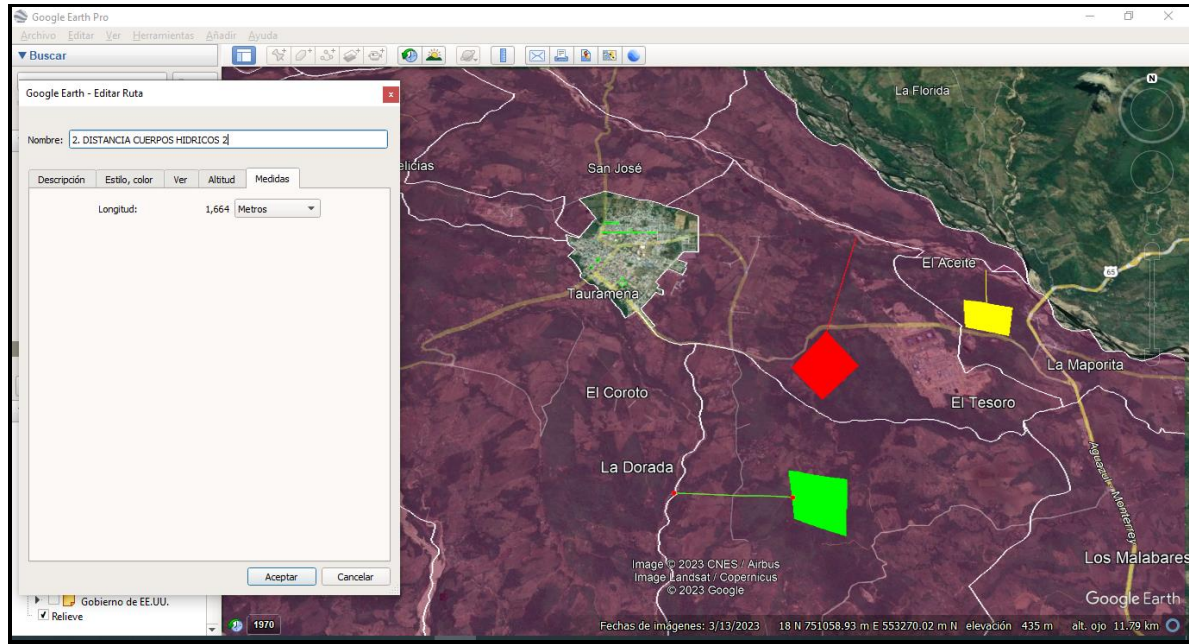 Google Earth Pro
Archivo Editar Ver Herramientas Añadir Ayuda
Buscar
Google Earth - Editar Ruta
Nombre: 2. DISTANCIA CUERPOS HIDRICOS 2
Descripción Estilo, color Ver Altitud Medidas
Longitud: 1,664 Metros
Aceptar Cancelar
Gobierno de EE.UU.
Relieve
1970
N
La Florida
elicias
San José
El Aceite
65
Tauramena
La Maporita
El Coroto
El Tesoro
La Dorada
Aguazul - Monterrey
Los Malabares
Image © 2023 CNES / Airbus
Image Landsat / Copernicus
© 2023 Google
Google Earth
Fechas de imágenes: 3/13/2023 18 N 751058.93 m E 553270.02 m N elevación 435 m alt. ojo 11.79 km